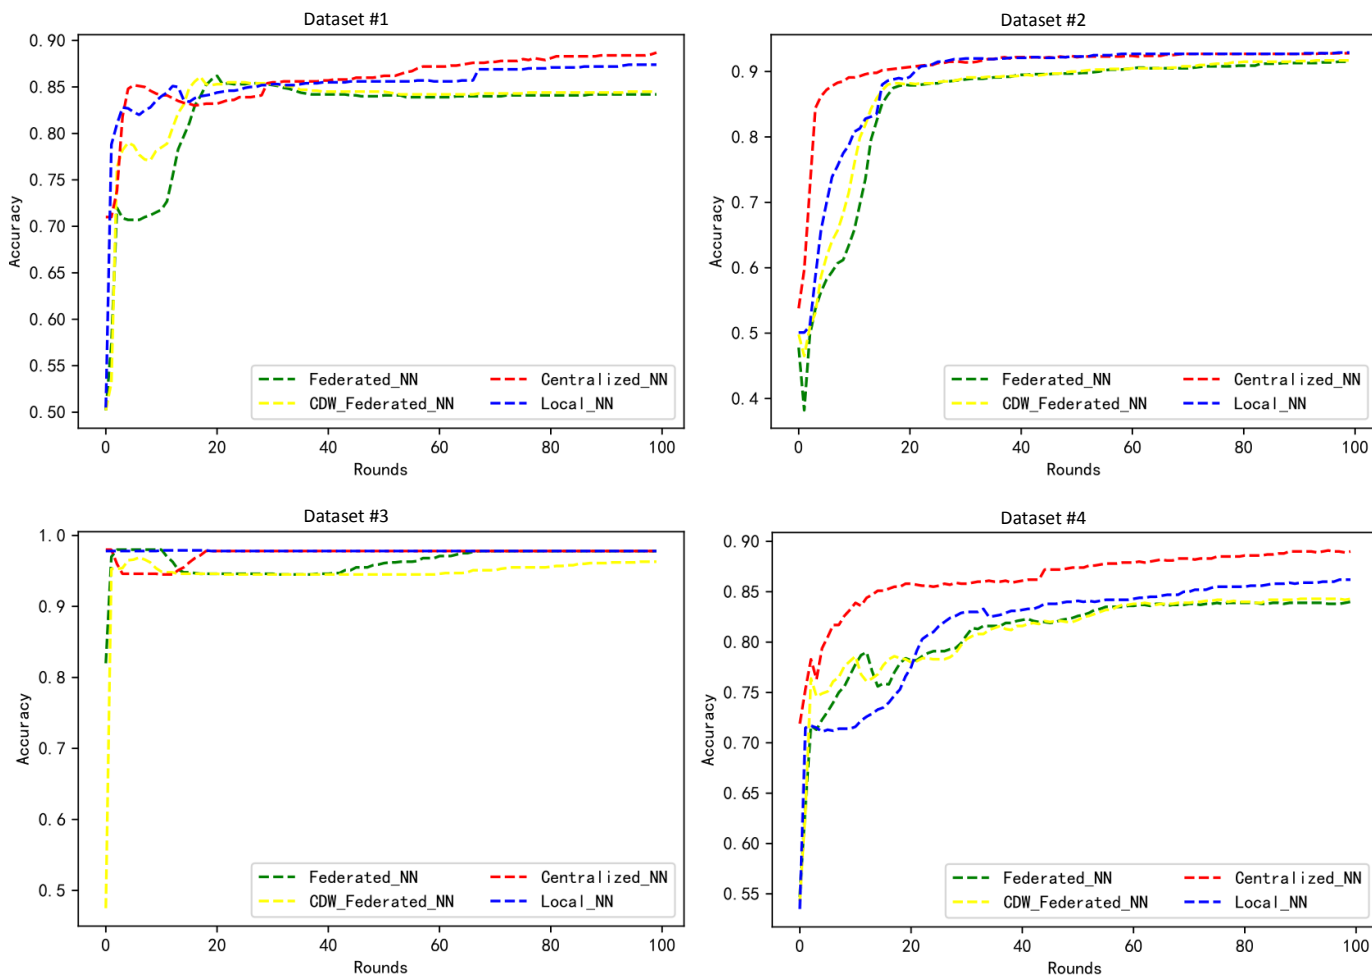 Dataset #1
0.90
0.85
0.80
0.75
0.70
0.65
0.60
0.55
0.50
Accuracy
Federated_NN
CDW_Federated_NN
Centralized_NN
Local_NN
0 20 40 60 80 100
Rounds
Dataset #2
0.9
0.8
0.7
0.6
0.5
0.4
Accuracy
Federated_NN
CDW_Federated_NN
Centralized_NN
Local_NN
0 20 40 60 80 100
Rounds
Dataset #3
1.0
0.9
0.8
0.7
0.6
0.5
Accuracy
Federated_NN
CDW_Federated_NN
Centralized_NN
Local_NN
0 20 40 60 80 100
Rounds
Dataset #4
0.90
0.85
0.80
0.75
0.70
0.65
0.60
0.55
Accuracy
Federated_NN
CDW_Federated_NN
Centralized_NN
Local_NN
0 20 40 60 80 100
Rounds